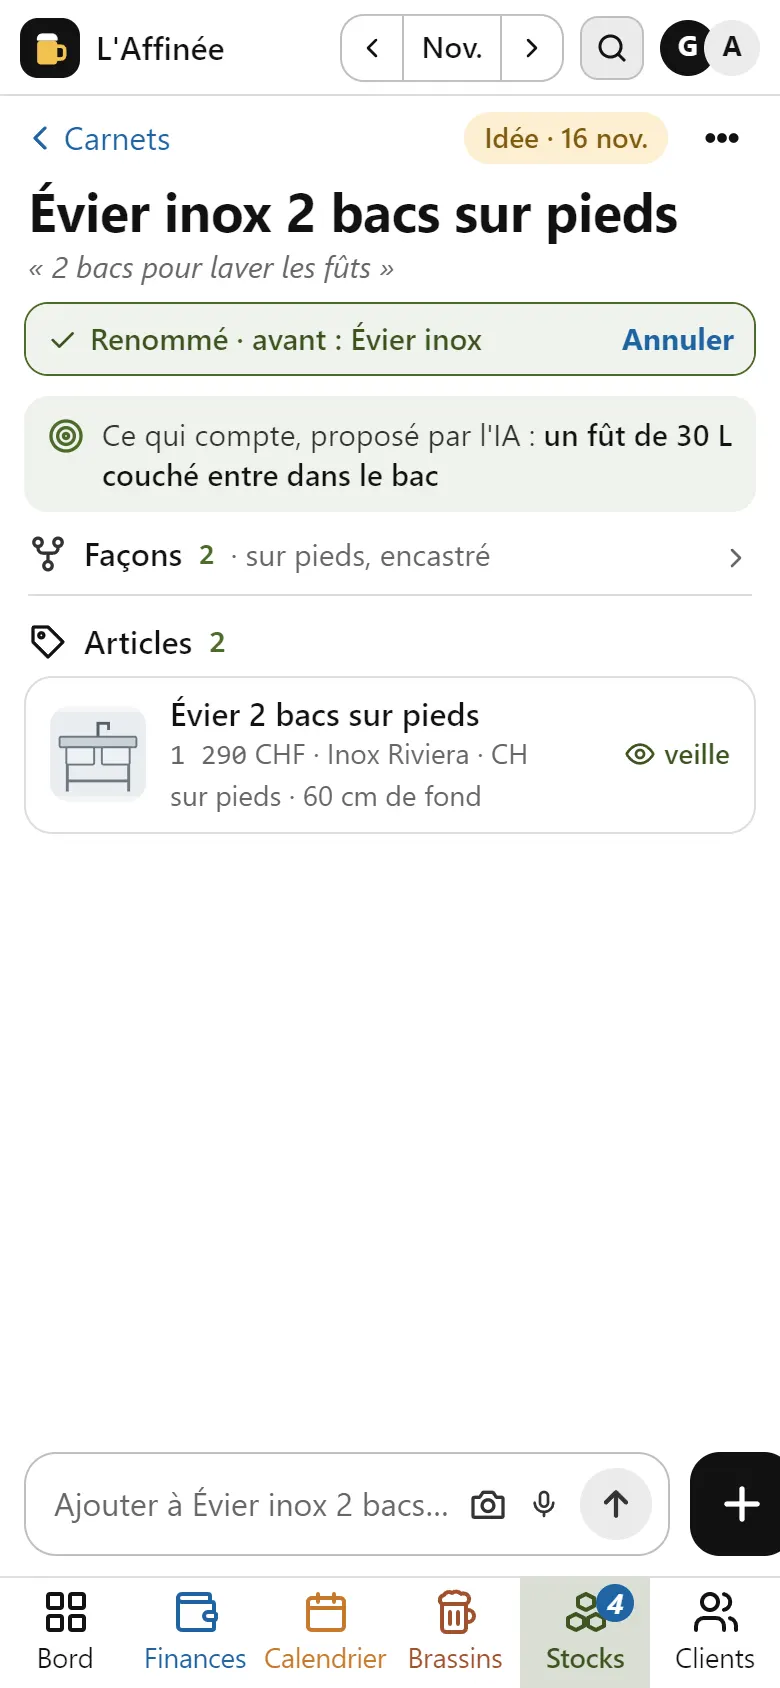 L'Affinée
Nov.
G A
Carnets
Idée · 16 nov.
Évier inox 2 bacs sur pieds
« 2 bacs pour laver les fûts »
Renommé · avant : Évier inox
Annuler
Ce qui compte, proposé par l'IA : un fût de 30 L
couché entre dans le bac
Façons 2 · sur pieds, encastré
Articles 2
Évier 2 bacs sur pieds
1 290 CHF · Inox Riviera · CH
veille
sur pieds · 60 cm de fond
Ajouter à Évier inox 2 bacs...
4
Bord Finances Calendrier Brassins Stocks Clients